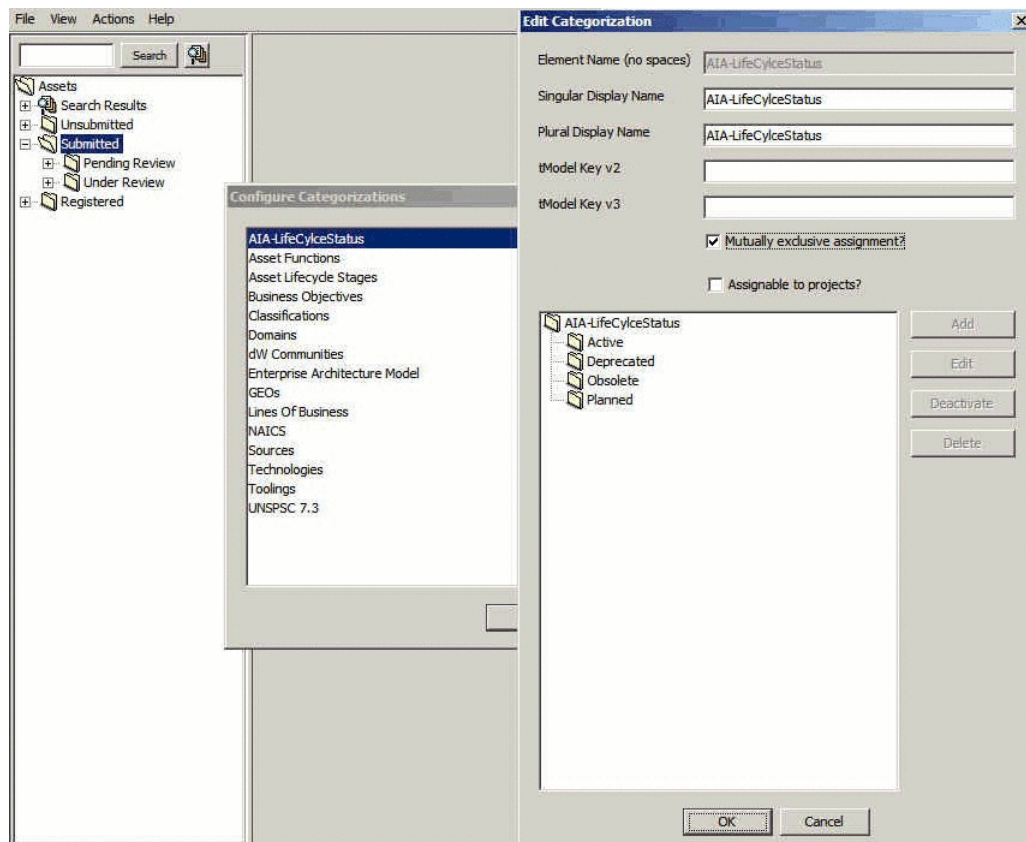 File View Actions Help
Search
Assets
Search Results
Unsubmitted
Submitted
Pending Review
Under Review
Registered
Configure Categorizations
AIA-LifeCylceStatus
Asset Functions
Asset Lifecycle Stages
Business Objectives
Classifications
Domains
dW Communities
Enterprise Architecture Model
GEOs
Lines Of Business
NAICS
Sources
Technologies
Toolings
UNSPSC 7.3
Edit Categorization
Element Name (no spaces) AIA-LifeCylceStatus
Singular Display Name AIA-LifeCylceStatus
Plural Display Name AIA-LifeCylceStatus
tModel Key v2
tModel Key v3
Mutually exclusive assignment?
Assignable to projects?
AIA-LifeCylceStatus
Active
Deprecated
Obsolete
Planned
Add
Edit
Deactivate
Delete
OK Cancel